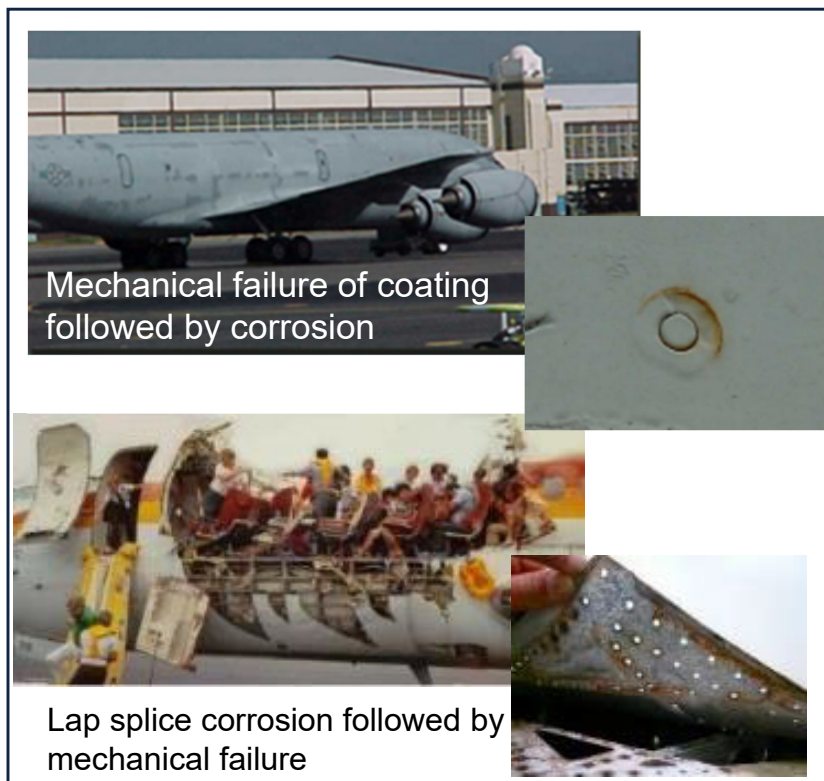 Mechanical failure of coating
followed by corrosion
Lap splice corrosion followed by
mechanical failure